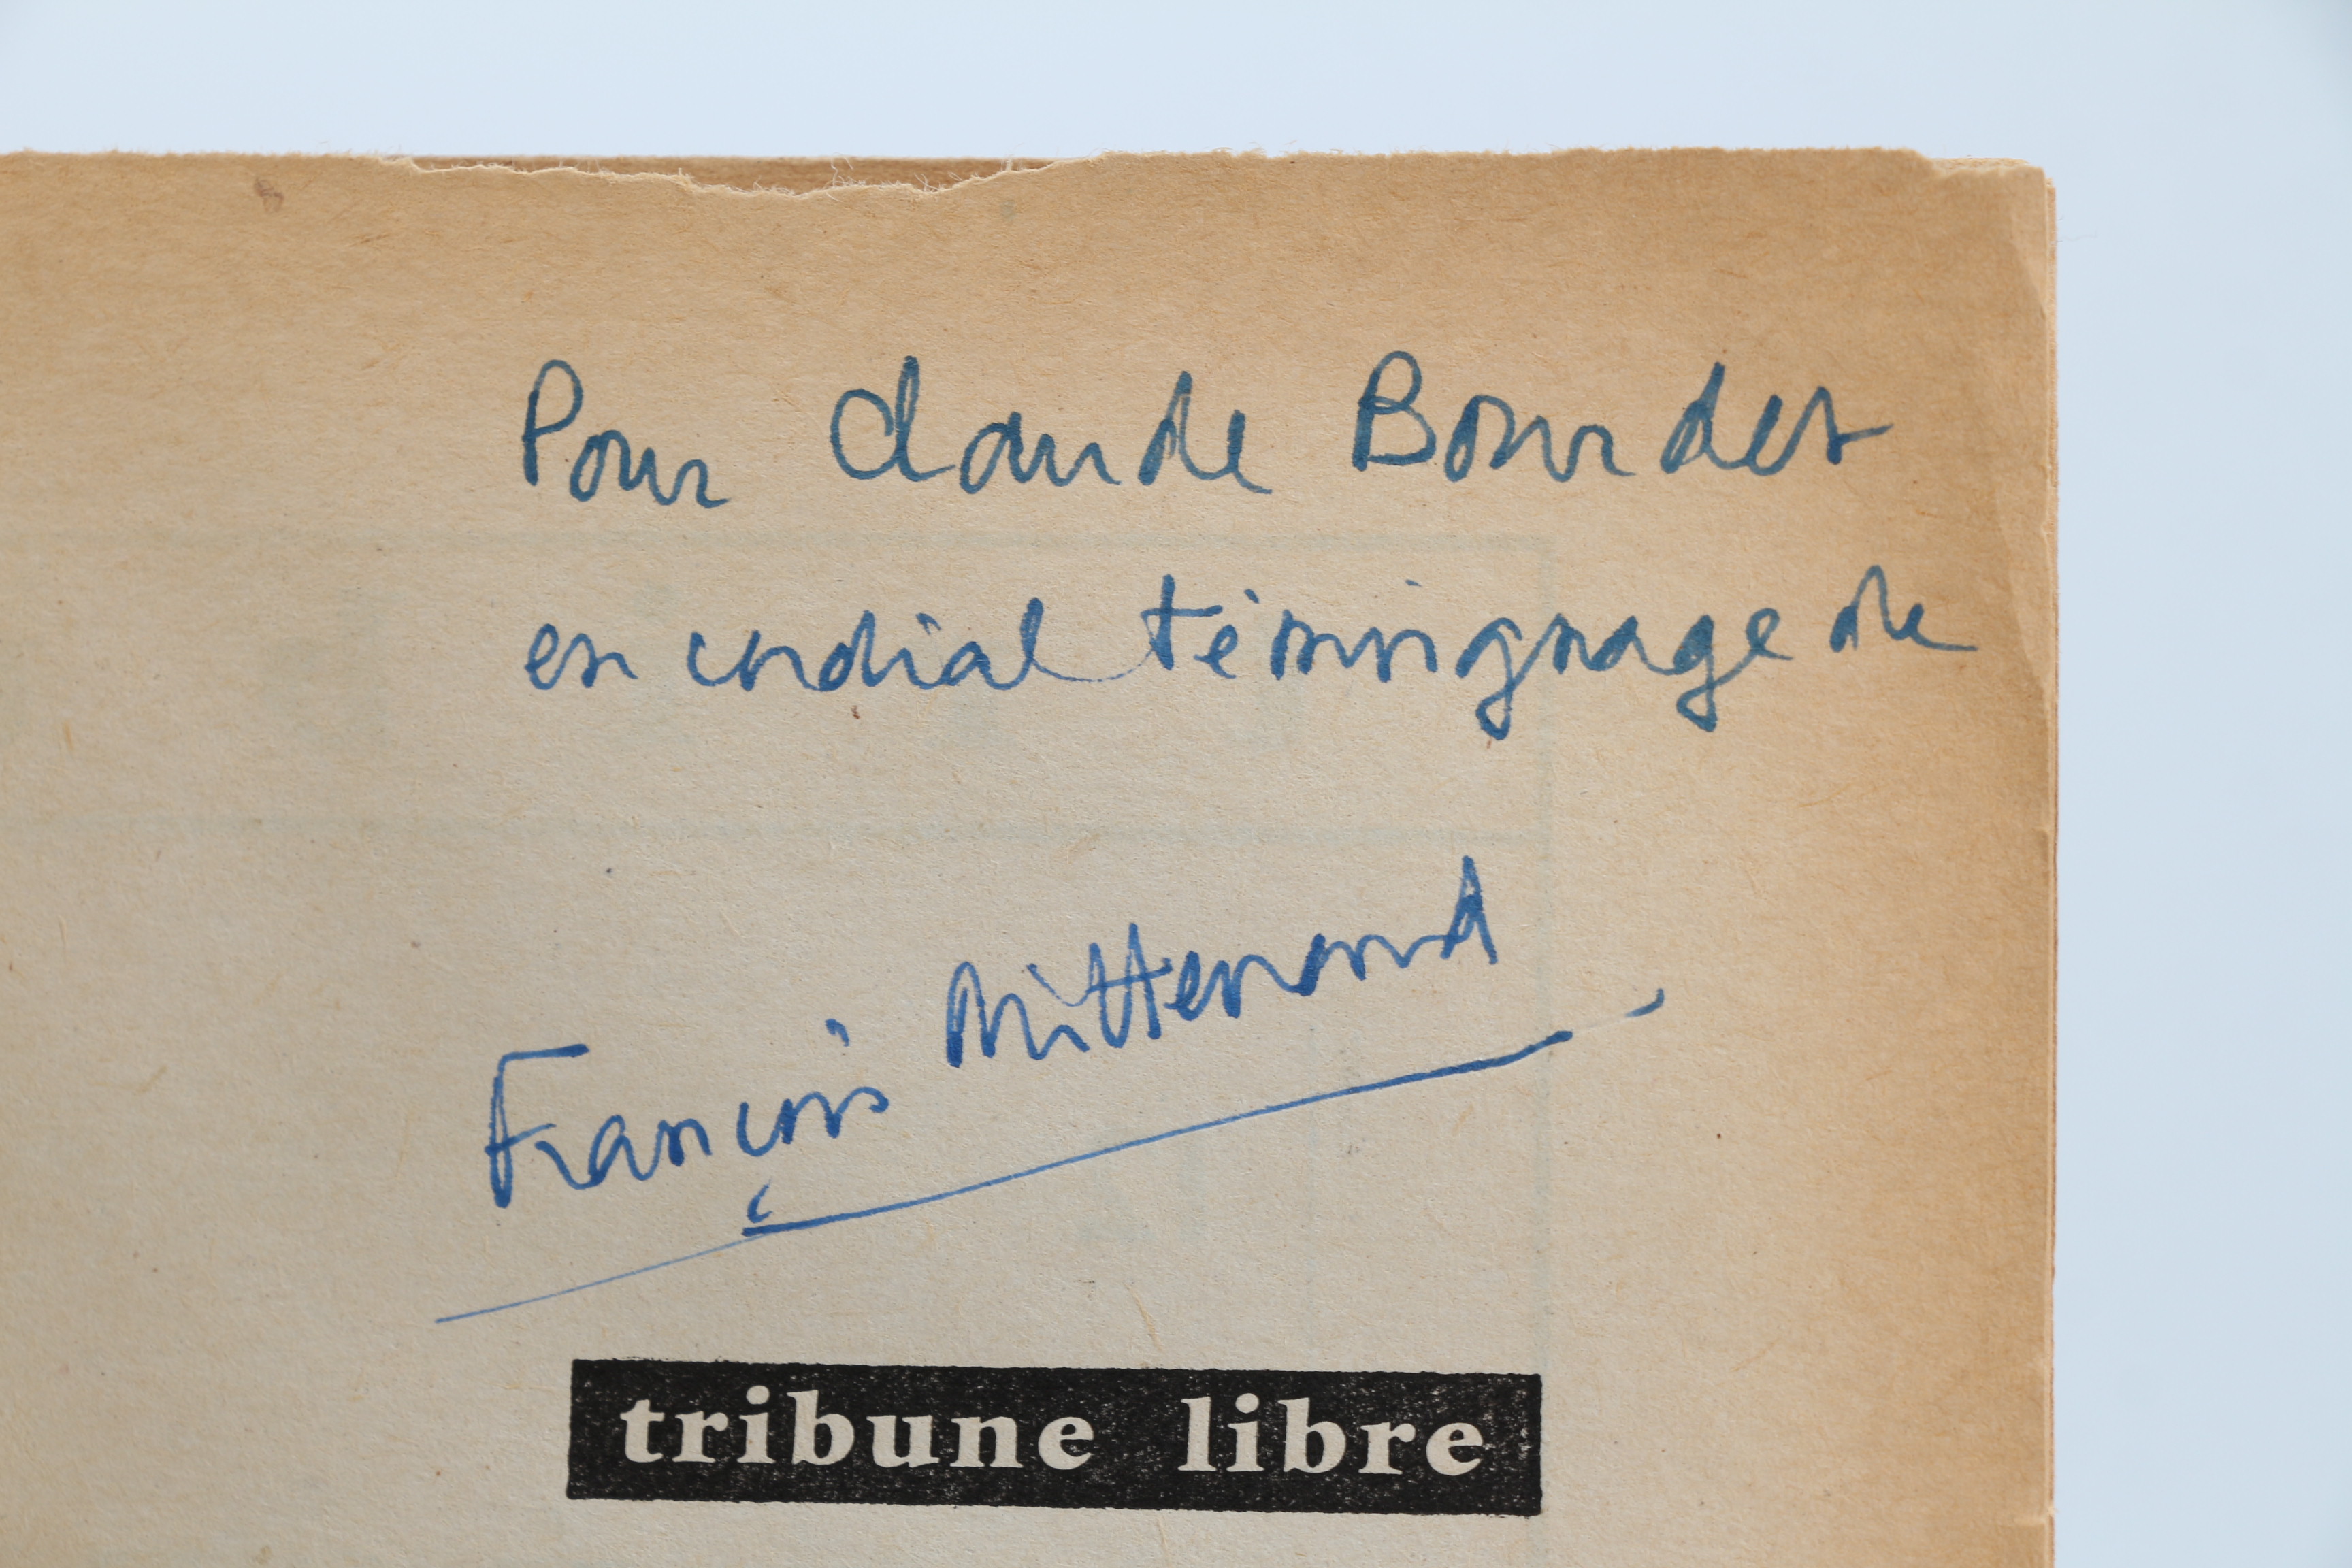 Pour Claude Bourdet
en cordial témoignage de
François Mitterrand
tribune libre